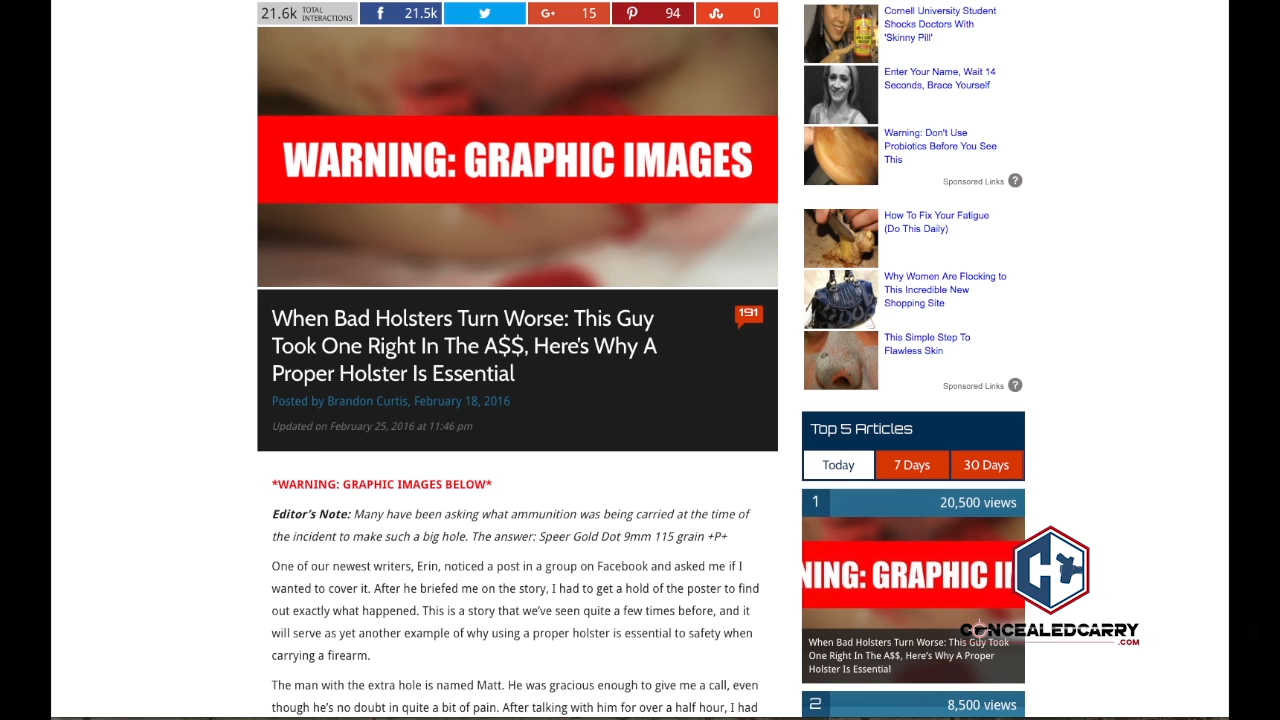 21.6k TOTAL INTERACTIONS
21.5k
15
94
0
WARNING: GRAPHIC IMAGES
When Bad Holsters Turn Worse: This Guy
Took One Right In The A$$, Here's Why A
Proper Holster Is Essential
191
Posted by Brandon Curtis, February 18, 2016
Updated on February 25, 2016 at 11:46 pm
*WARNING: GRAPHIC IMAGES BELOW*
Editor's Note: Many have been asking what ammunition was being carried at the time of
the incident to make such a big hole. The answer: Speer Gold Dot 9mm 115 grain +P+
One of our newest writers, Erin, noticed a post in a group on Facebook and asked me if I
wanted to cover it. After he briefed me on the story, I had to get a hold of the poster to find
out exactly what happened. This is a story that we've seen quite a few times before, and it
will serve as yet another example of why using a proper holster is essential to safety when
carrying a firearm.
The man with the extra hole is named Matt. He was gracious enough to give me a call, even
though he's no doubt in quite a bit of pain. After talking with him for over a half hour, I had
Cornell University Student
Shocks Doctors With
'Skinny Pill'
Enter Your Name, Wait 14
Seconds, Brace Yourself
Warning: Don't Use
Probiotics Before You See
This
Sponsored Links ?
How To Fix Your Fatigue
(Do This Daily)
Why Women Are Flocking to
This Incredible New
Shopping Site
This Simple Step To
Flawless Skin
Sponsored Links ?
Top 5 Articles
Today 7 Days 30 Days
1 20,500 views
NING: GRAPHIC I
When Bad Holsters Turn Worse: This Guy Took
One Right In The A$$, Here's Why A Proper
Holster Is Essential
CONCEALEDCARRY
.COM
2 8,500 views